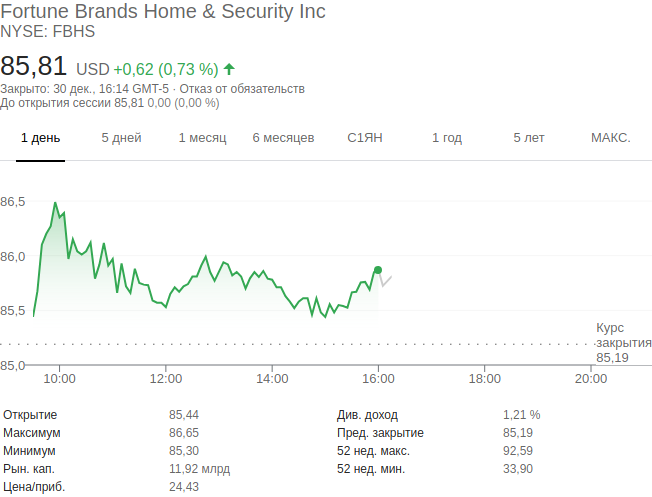 Fortune Brands Home & Security Inc
NYSE: FBHS
85,81 USD +0,62 (0,73 %)
Закрыто: 30 дек., 16:14 GMT-5 · Отказ от обязательств
До открытия сессии 85,81 0,00 (0,00 %)
1 день 5 дней 1 месяц 6 месяцев С1ЯН 1 год 5 лет МАКС.
86,5
86,0
85,5
Курс
закрытия
85,19
85,0
10:00 12:00 14:00 16:00 18:00 20:00
Открытие 85,44 Див. доход 1,21 %
Максимум 86,65 Пред. закрытие 85,19
Минимум 85,30 52 нед. макс. 92,59
Рын. кап. 11,92 млрд 52 нед. мин. 33,90
Цена/приб. 24,43